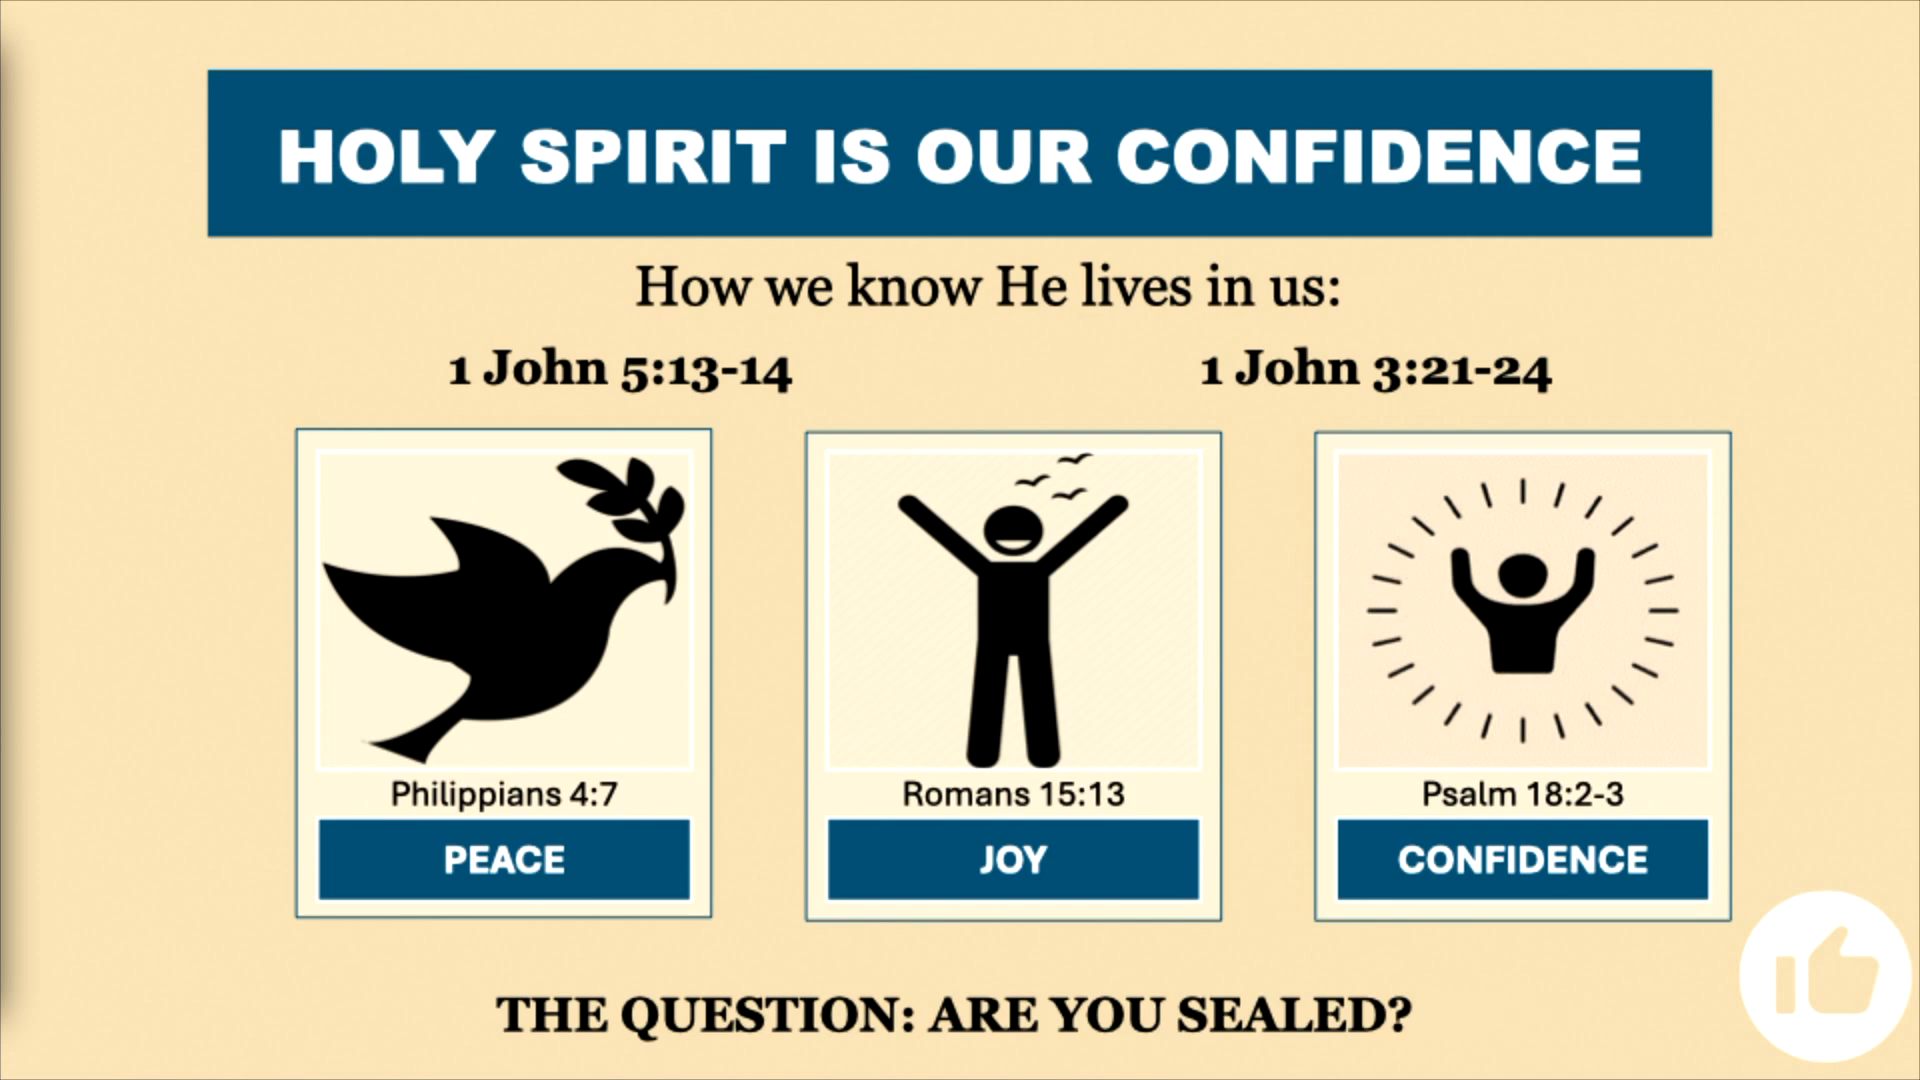 HOLY SPIRIT IS OUR CONFIDENCE
How we know He lives in us:
1 John 5:13-14
1 John 3:21-24
Philippians 4:7
PEACE
Romans 15:13
JOY
Psalm 18:2-3
CONFIDENCE
THE QUESTION: ARE YOU SEALED?